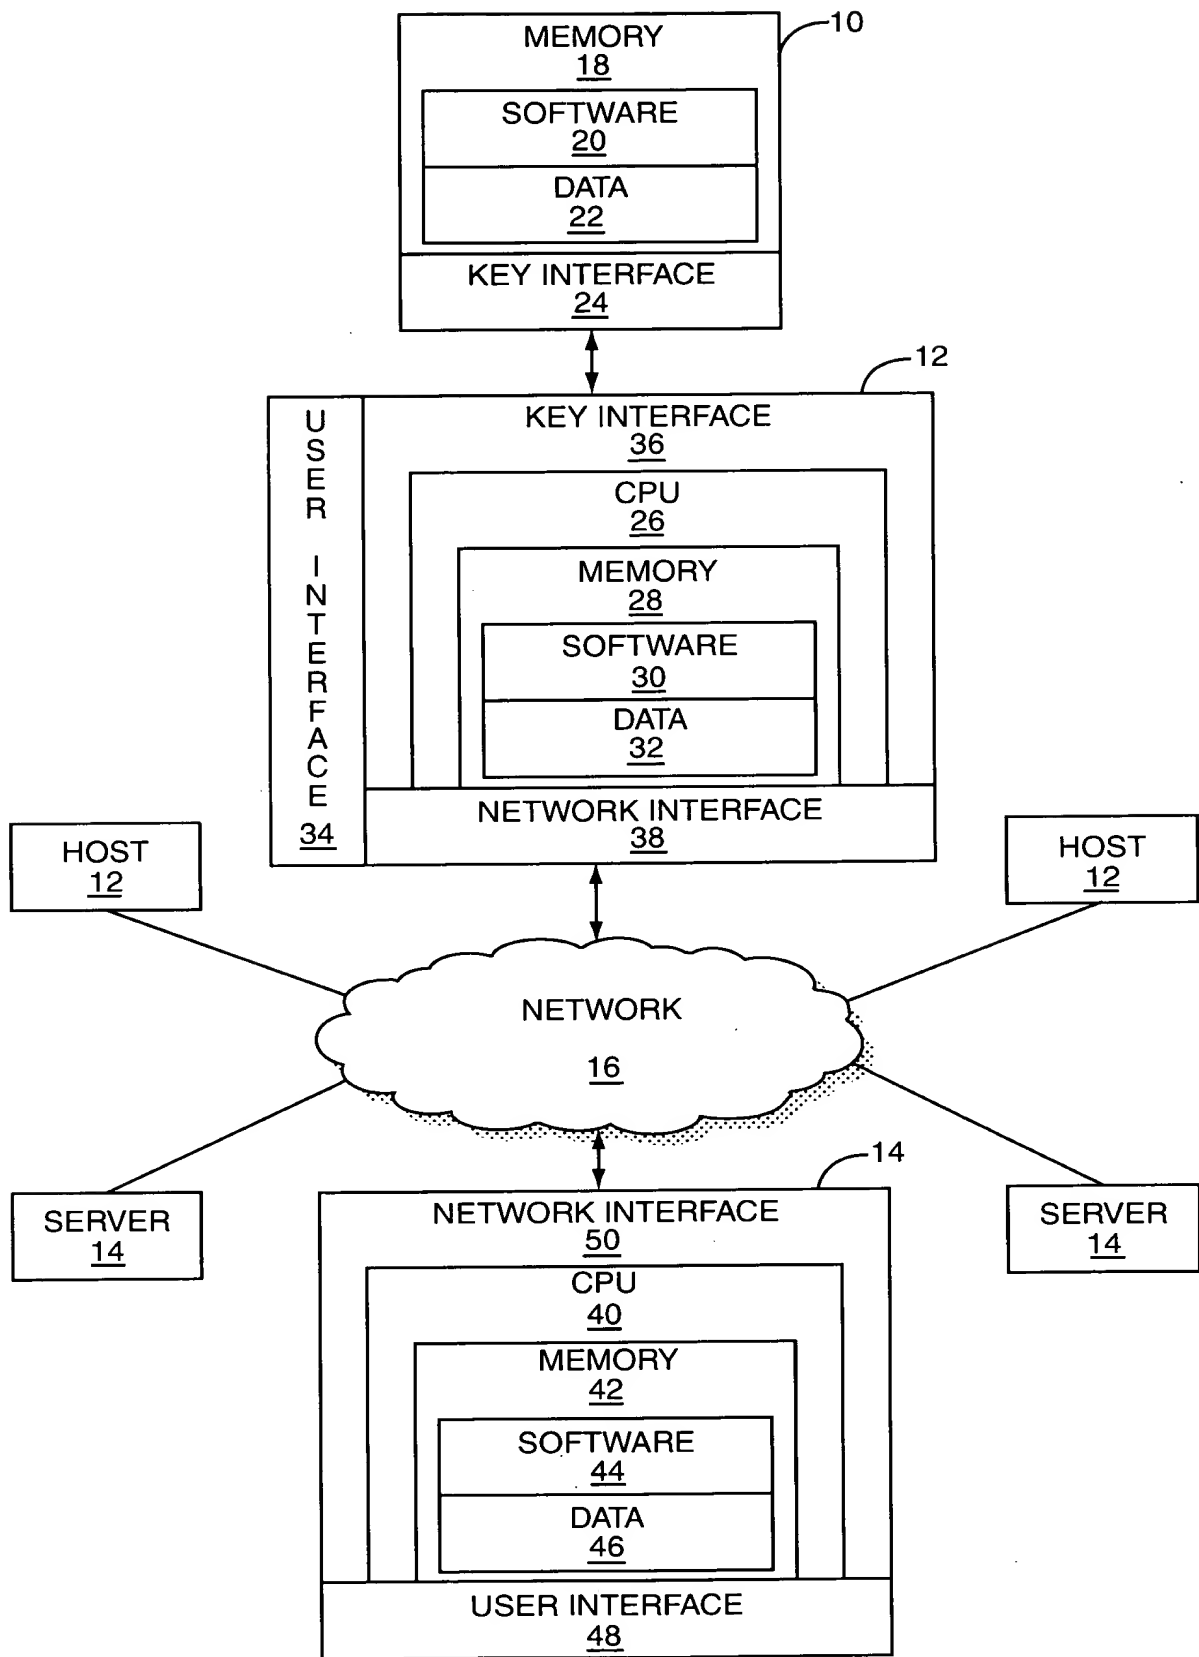 10
MEMORY
18
SOFTWARE
20
DATA
22
KEY INTERFACE
24
12
USER INTERFACE
34
KEY INTERFACE
36
CPU
26
MEMORY
28
SOFTWARE
30
DATA
32
NETWORK INTERFACE
38
HOST
12
HOST
12
NETWORK
16
14
SERVER
14
SERVER
14
NETWORK INTERFACE
50
CPU
40
MEMORY
42
SOFTWARE
44
DATA
46
USER INTERFACE
48